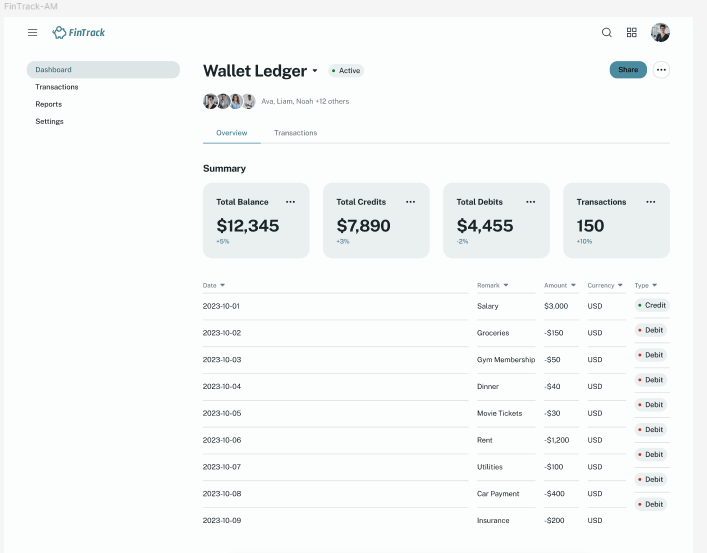 FinTrack-AM
FinTrack
Dashboard
Transactions
Reports
Settings
Wallet Ledger
Active
Share
Ava, Liam, Noah +12 others
Overview Transactions
Summary
Total Balance
$12,345
+5%
Total Credits
$7,890
+3%
Total Debits
$4,455
-2%
Transactions
150
+10%
Date Remark Amount Currency Type
2023-10-01 Salary $3,000 USD Credit
2023-10-02 Groceries -$150 USD Debit
2023-10-03 Gym Membership -$50 USD Debit
2023-10-04 Dinner -$40 USD Debit
2023-10-05 Movie Tickets -$30 USD Debit
2023-10-06 Rent -$1,200 USD Debit
2023-10-07 Utilities -$100 USD Debit
2023-10-08 Car Payment -$400 USD Debit
2023-10-09 Insurance -$200 USD Debit